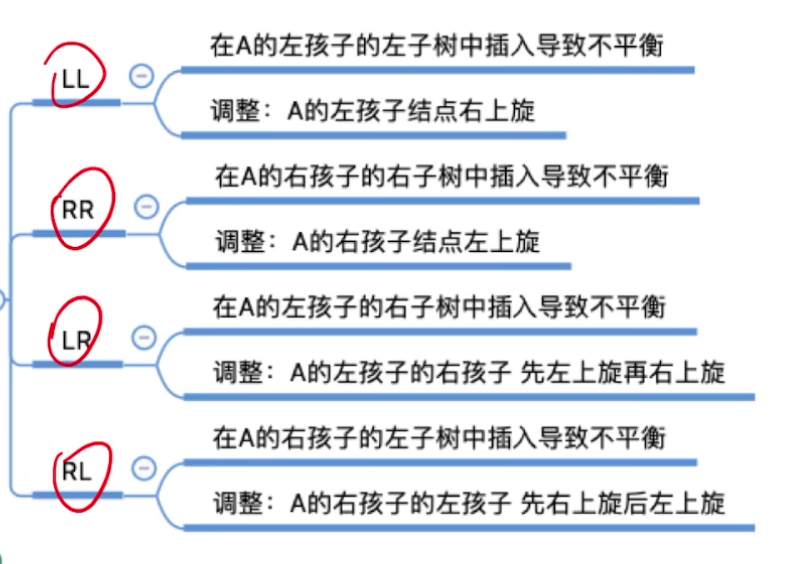 LL
在A的左孩子的左子树中插入导致不平衡
调整：A的左孩子结点右上旋
RR
在A的右孩子的右子树中插入导致不平衡
调整：A的右孩子结点左上旋
LR
在A的左孩子的右子树中插入导致不平衡
调整：A的左孩子的右孩子 先左上旋再右上旋
RL
在A的右孩子的左子树中插入导致不平衡
调整：A的右孩子的左孩子 先右上旋后左上旋